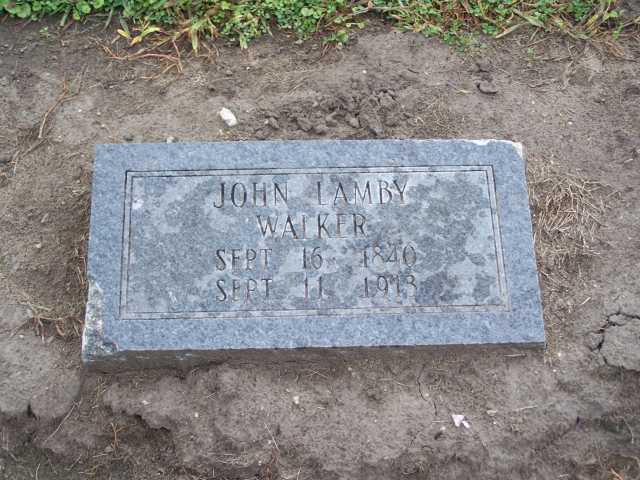 JOHN LAMBY
WALKER
SEPT 16 1840
SEPT 11 1913